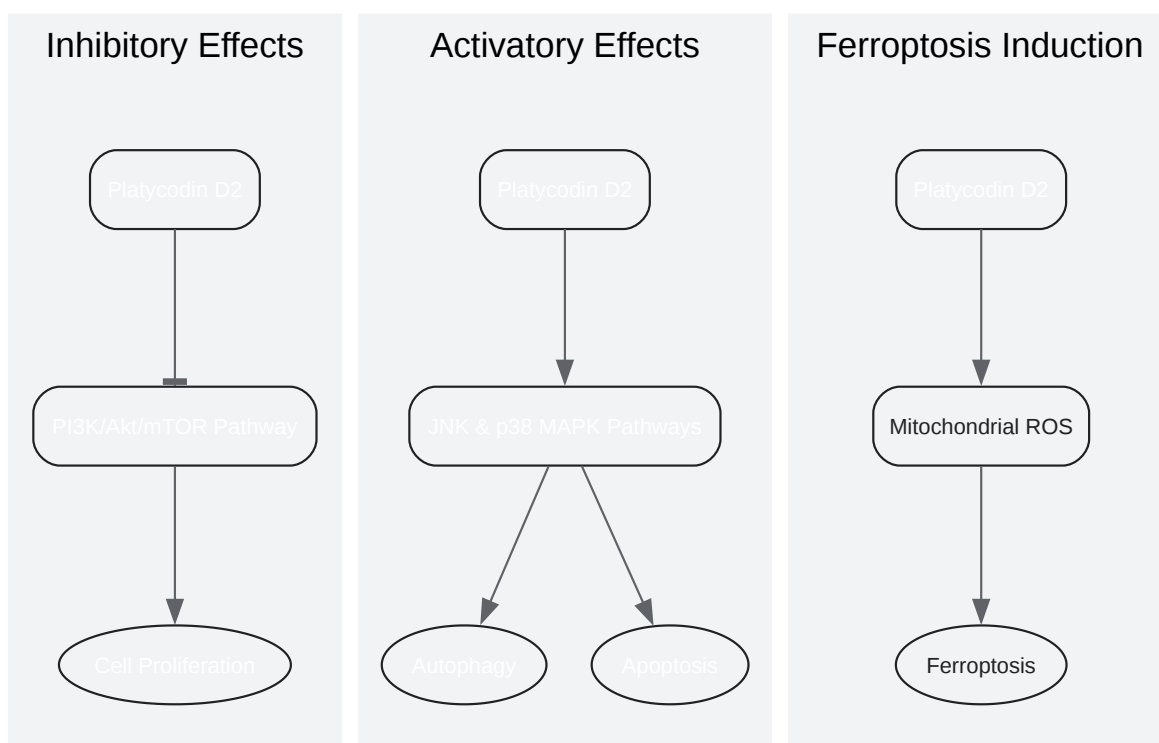 Inhibitory Effects
Platycodin D2
PI3K/Akt/mTOR Pathway
Cell Proliferation
Activatory Effects
Platycodin D2
JNK & p38 MAPK Pathways
Autophagy
Apoptosis
Ferroptosis Induction
Platycodin D2
Mitochondrial ROS
Ferroptosis